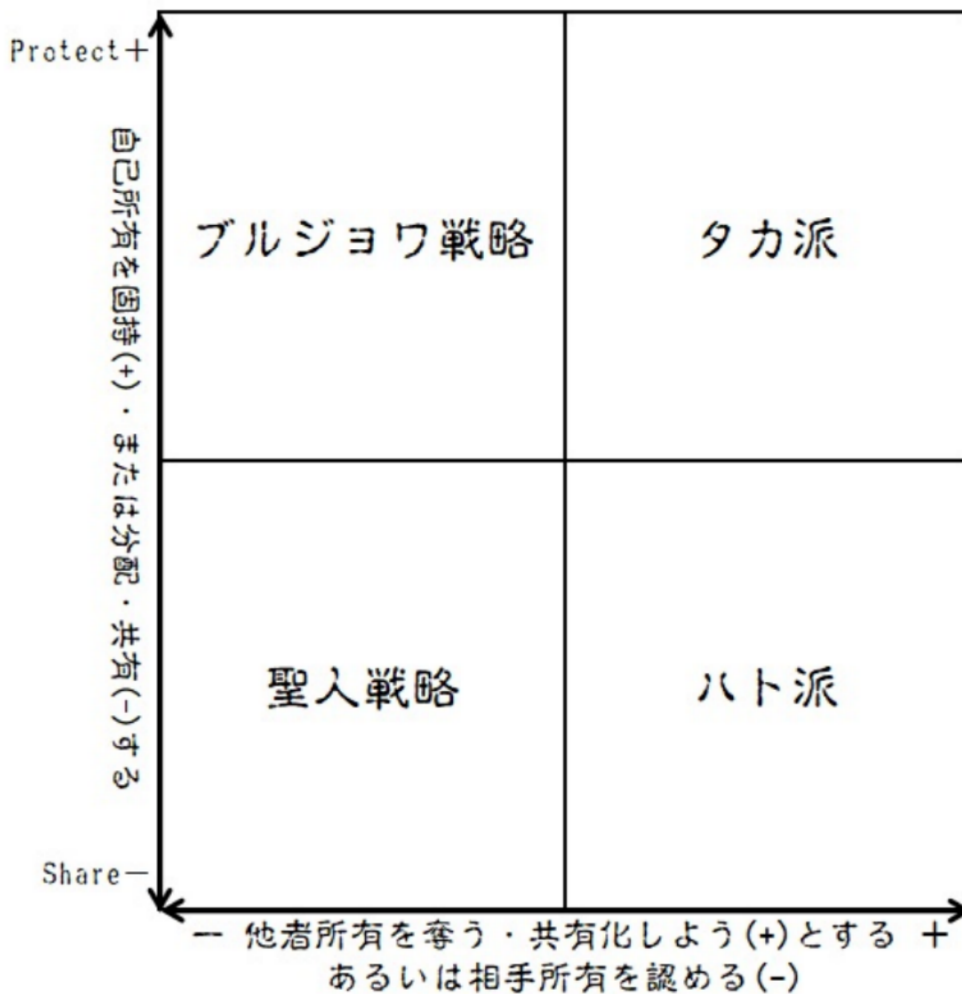 Protect＋
自己所有を固持(+)・または分配・共有(-)する
ブルジョワ戦略
タカ派
聖人戦略
ハト派
Share－
－ 他者所有を奪う・共有化しよう(+)とする ＋
あるいは相手所有を認める(-)